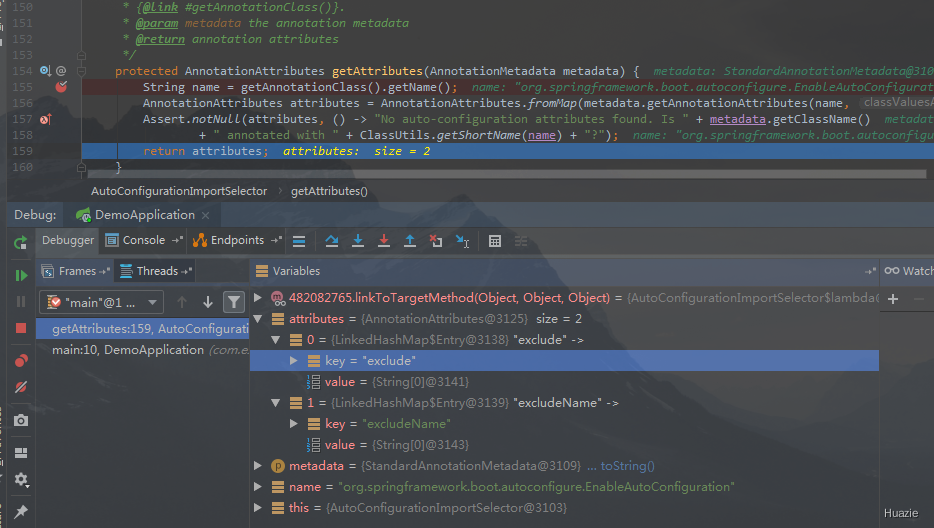 150 * {@link #getAnnotationClass()}.
151 * @param metadata the annotation metadata
152 * @return annotation attributes
153 */
154 protected AnnotationAttributes getAttributes(AnnotationMetadata metadata) { metadata: StandardAnnotationMetadata@3109
155 String name = getAnnotationClass().getName(); name: "org.springframework.boot.autoconfigure.EnableAutoConfigurat
156 AnnotationAttributes attributes = AnnotationAttributes.fromMap(metadata.getAnnotationAttributes(name, classValuesA
157 Assert.notNull(attributes, () -> "No auto-configuration attributes found. Is " + metadata.getClassName() metadat
158 + " annotated with " + ClassUtils.getShortName(name) + "?"); name: "org.springframework.boot.autoconfigure
159 return attributes; attributes: size = 2
160 }
AutoConfigurationImportSelector getAttributes()
Debug: DemoApplication
Debugger Console Endpoints
Frames Threads Variables Watch
"main"@1 ...
482082765.linkToTargetMethod(Object, Object, Object) = {AutoConfigurationImportSelector$lambda@
getAttributes:159, AutoConfigurati
attributes = {AnnotationAttributes@3125} size = 2
main:10, DemoApplication (com.e
0 = {LinkedHashMap$Entry@3138} "exclude" ->
key = "exclude"
value = {String[0]@3141}
1 = {LinkedHashMap$Entry@3139} "excludeName" ->
key = "excludeName"
value = {String[0]@3143}
metadata = {StandardAnnotationMetadata@3109} ... toString()
name = "org.springframework.boot.autoconfigure.EnableAutoConfiguration"
this = {AutoConfigurationImportSelector@3103}
Huazie